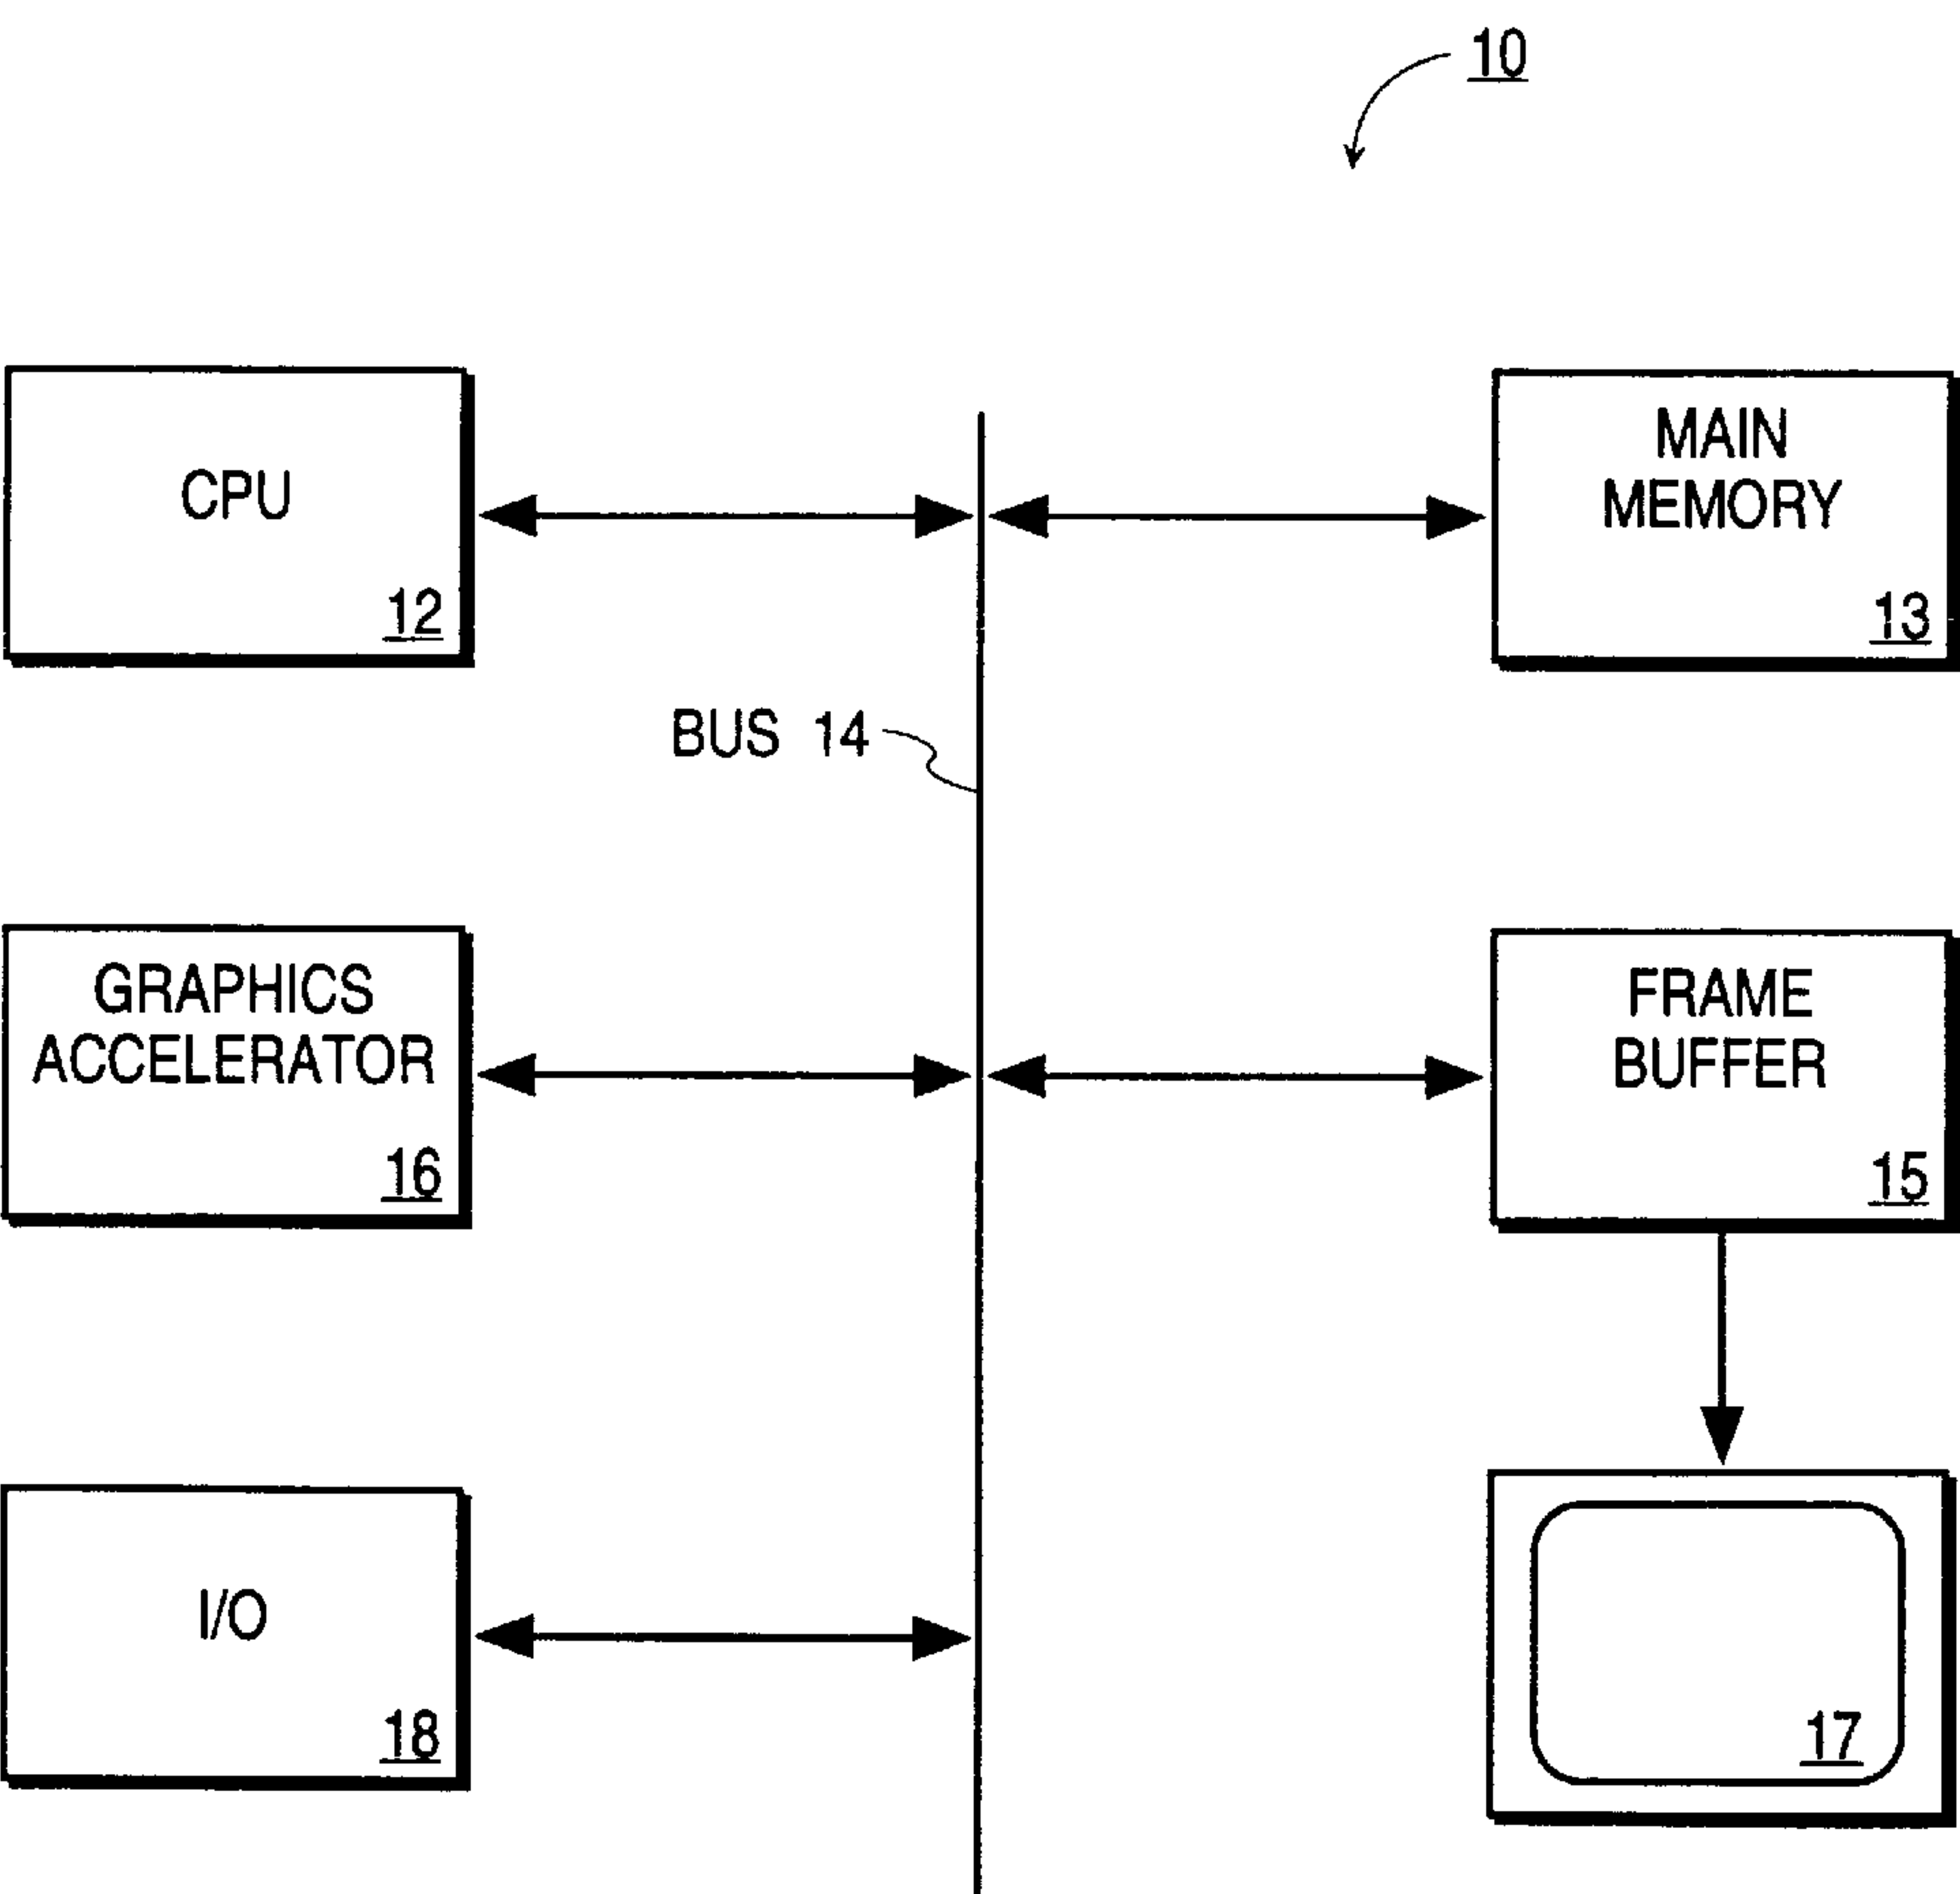 10
CPU
12
MAIN
MEMORY
13
BUS 14
GRAPHICS
ACCELERATOR
16
FRAME
BUFFER
15
I/O
18
17